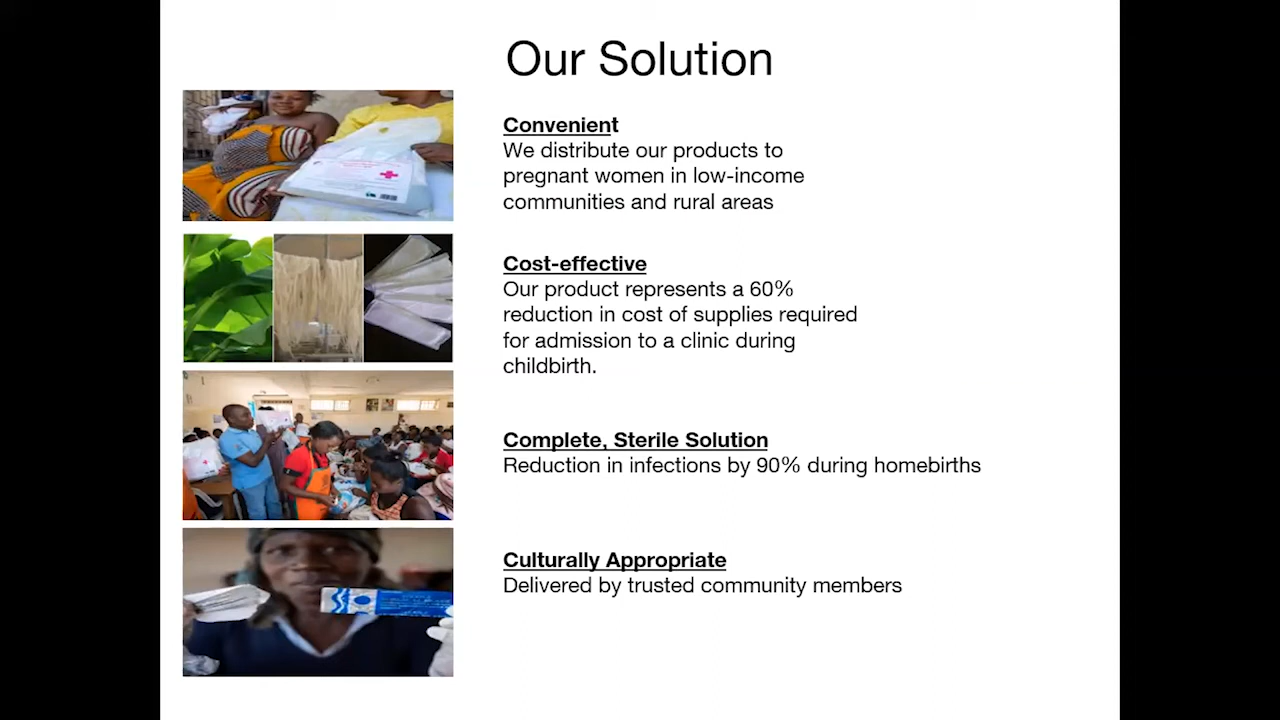 Our Solution
Convenient
We distribute our products to
pregnant women in low-income
communities and rural areas
Cost-effective
Our product represents a 60%
reduction in cost of supplies required
for admission to a clinic during
childbirth.
Complete, Sterile Solution
Reduction in infections by 90% during homebirths
Culturally Appropriate
Delivered by trusted community members